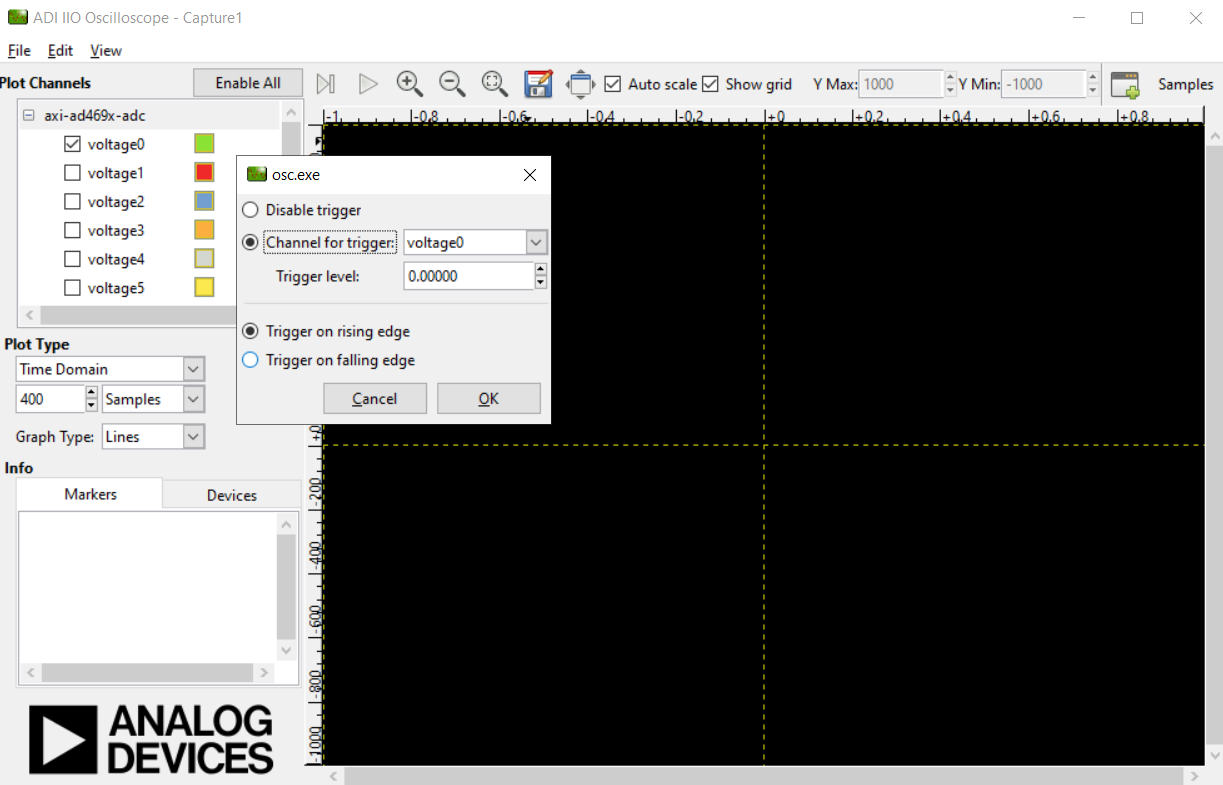 ADI IIO Oscilloscope - Capture1
File Edit View
Plot Channels Enable All Auto scale Show grid Y Max: 1000 Y Min: -1000 Samples
axi-ad469x-adc
voltage0
voltage1
voltage2
voltage3
voltage4
voltage5
-1 -0,8 -0,6 -0,4 -0,2 +0 +0,2 +0,4 +0,6 +0,8
osc.exe
Disable trigger
Channel for trigger: voltage0
Trigger level: 0.00000
Trigger on rising edge
Trigger on falling edge
Cancel OK
Plot Type
Time Domain
400 Samples
Graph Type: Lines
Info
Markers Devices
+0
-200
-400
-600
-800
-1000
ANALOG
DEVICES